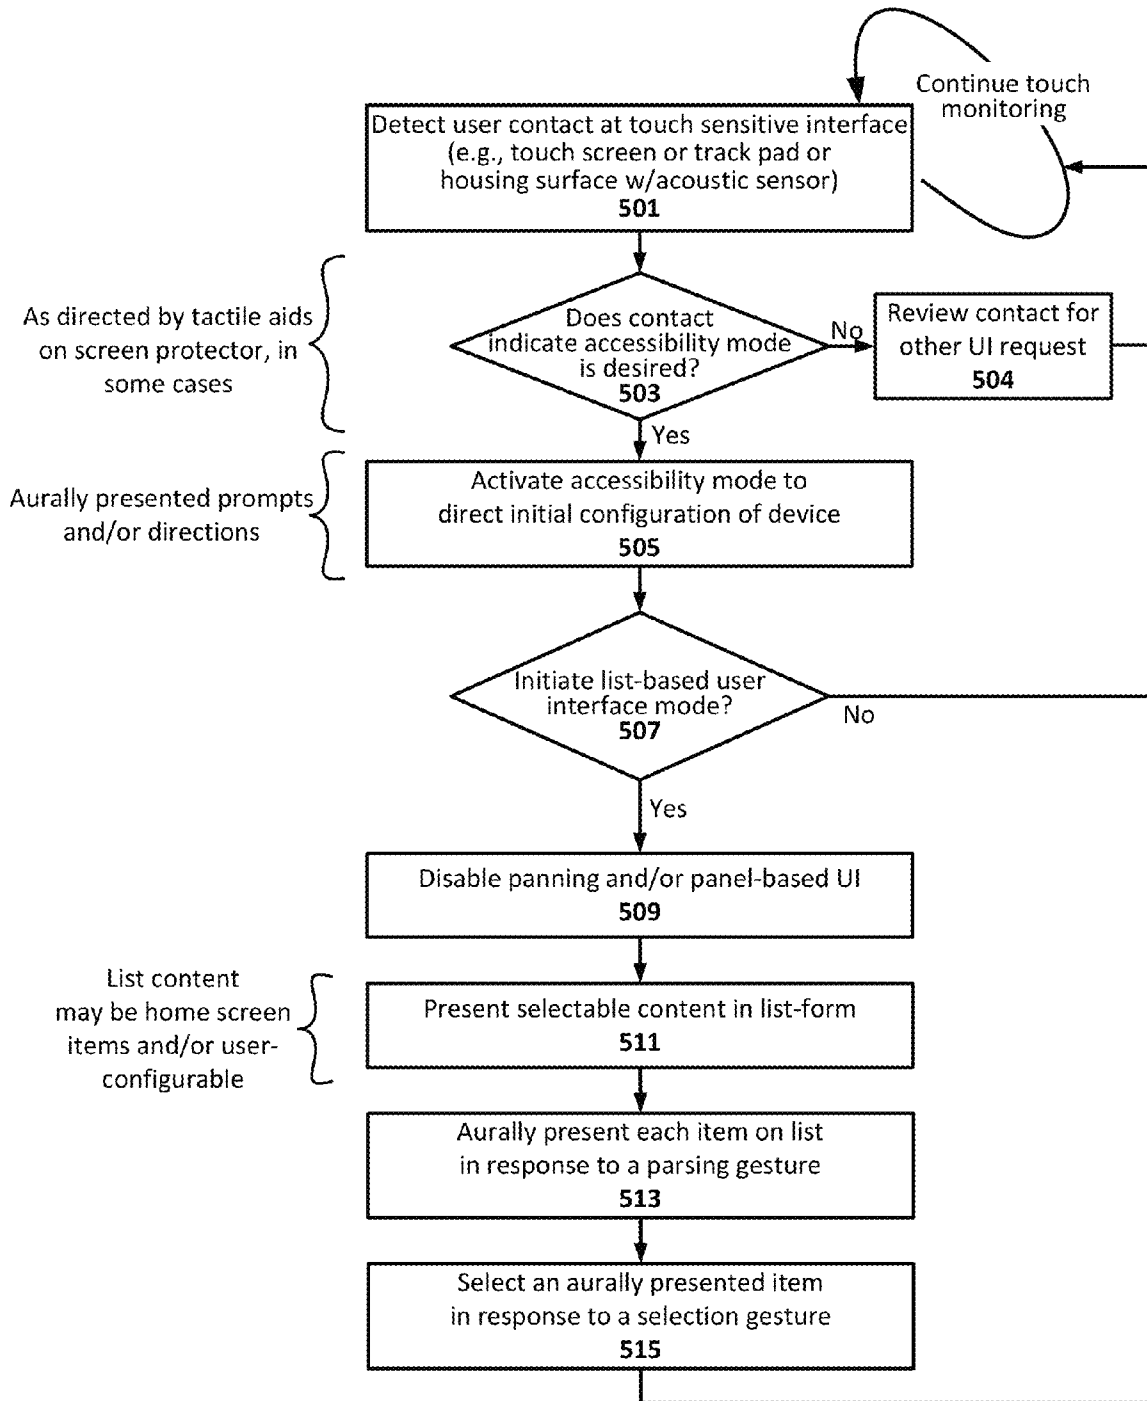 Continue touch
monitoring
Detect user contact at touch sensitive interface
(e.g., touch screen or track pad or
housing surface w/acoustic sensor)
501
As directed by tactile aids
on screen protector, in
some cases
Does contact
indicate accessibility mode
is desired?
503
No
Review contact for
other UI request
504
Yes
Aurally presented prompts
and/or directions
Activate accessibility mode to
direct initial configuration of device
505
Initiate list-based user
interface mode?
507
No
Yes
Disable panning and/or panel-based UI
509
List content
may be home screen
items and/or user-
configurable
Present selectable content in list-form
511
Aurally present each item on list
in response to a parsing gesture
513
Select an aurally presented item
in response to a selection gesture
515